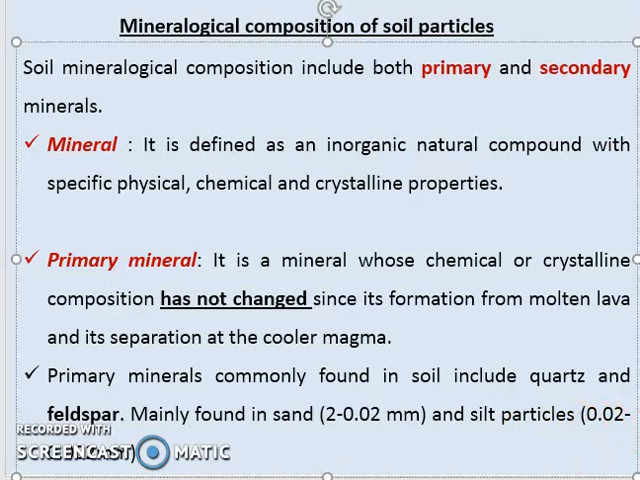 Mineralogical composition of soil particles
Soil mineralogical composition include both primary and secondary
minerals.
✓ Mineral : It is defined as an inorganic natural compound with
specific physical, chemical and crystalline properties.
✓ Primary mineral: It is a mineral whose chemical or crystalline
composition has not changed since its formation from molten lava
and its separation at the cooler magma.
✓ Primary minerals commonly found in soil include quartz and
feldspar. Mainly found in sand (2-0.02 mm) and silt particles (0.02-
RECORDED WITH
SCREENCAST MATIC